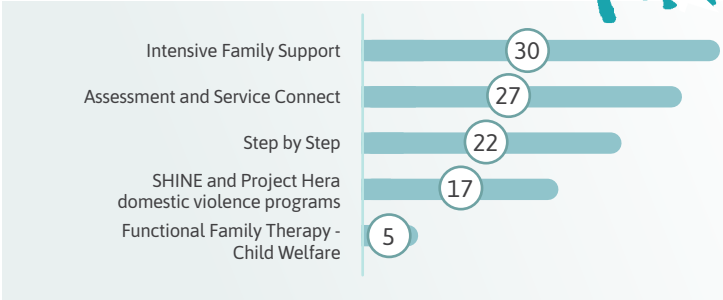 Intensive Family Support
30
Assessment and Service Connect
27
Step by Step
22
SHINE and Project Hera
domestic violence programs
17
Functional Family Therapy -
Child Welfare
5